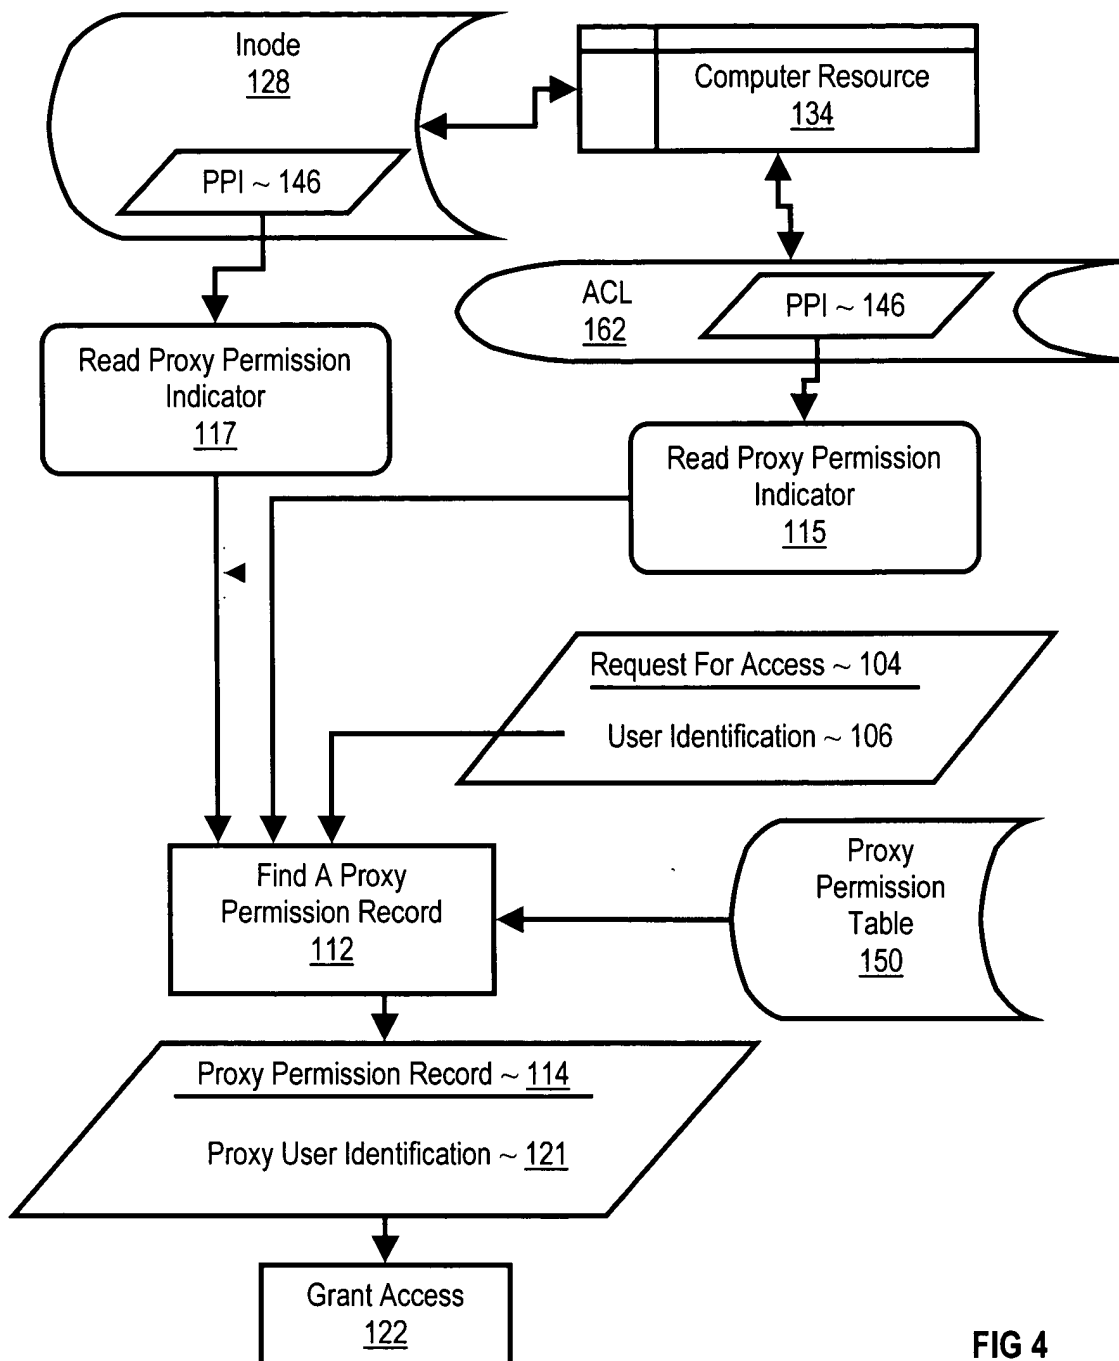 Inode
128
Computer Resource
134
PPI ~ 146
ACL
162
PPI ~ 146
Read Proxy Permission
Indicator
117
Read Proxy Permission
Indicator
115
Request For Access ~ 104
User Identification ~ 106
Find A Proxy
Permission Record
112
Proxy
Permission
Table
150
Proxy Permission Record ~ 114
Proxy User Identification ~ 121
Grant Access
122
FIG 4